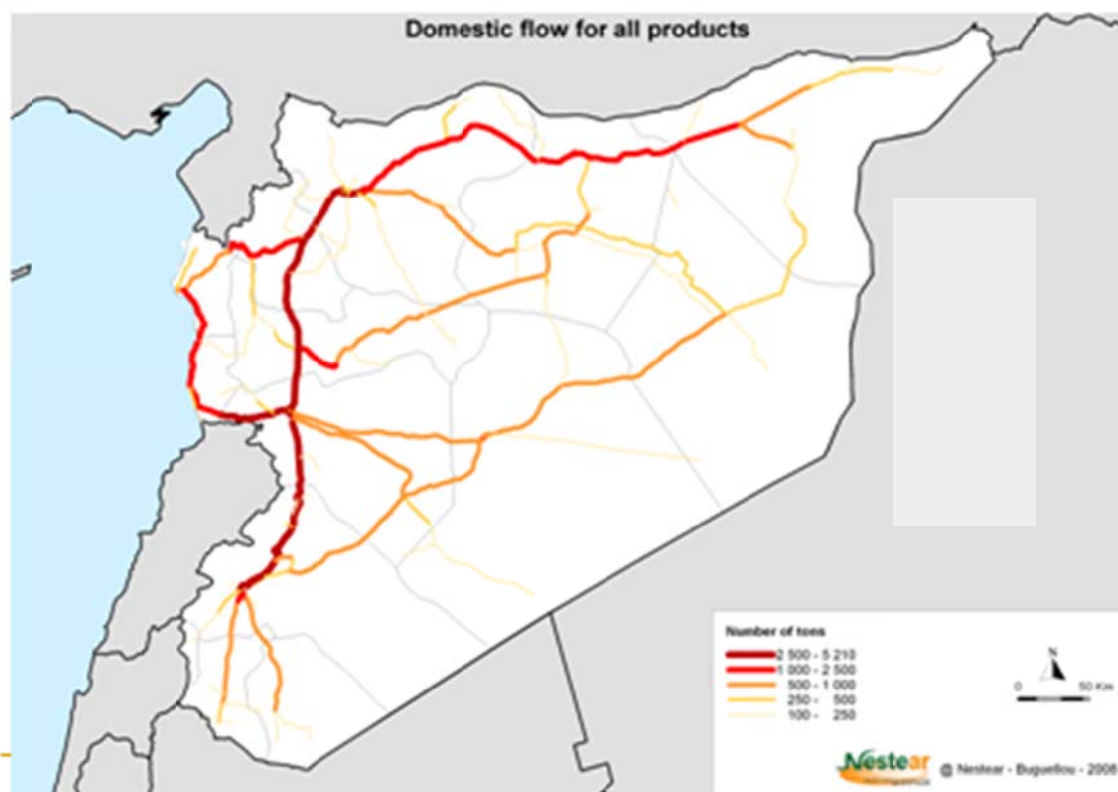 Domestic flow for all products
Number of tons
2 500 - 5 210
1 000 - 2 500
500 - 1 000
250 - 500
100 - 250
N
0 50 Km
Nestear
@ Nestear - Buguellou - 2008